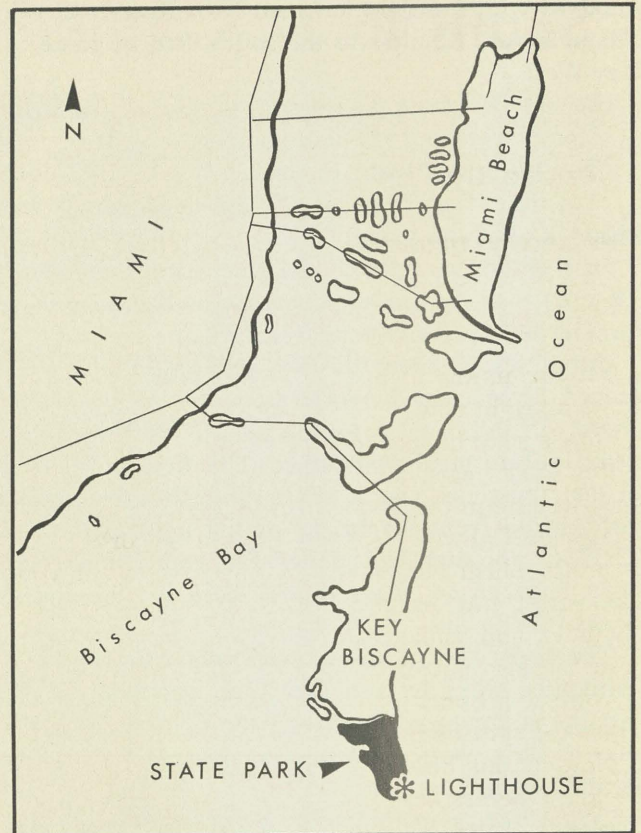 N
MIAMI
Miami Beach
Atlantic Ocean
Biscayne Bay
KEY
BISCAYNE
STATE PARK
LIGHTHOUSE